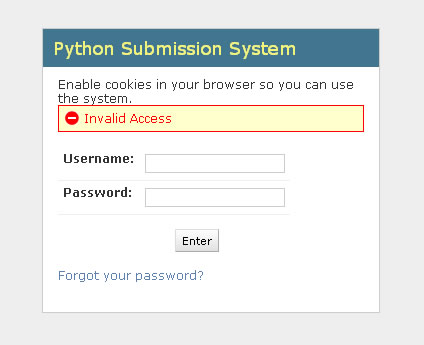 Python Submission System
Enable cookies in your browser so you can use
the system.
Invalid Access
Username:
Password:
Enter
Forgot your password?